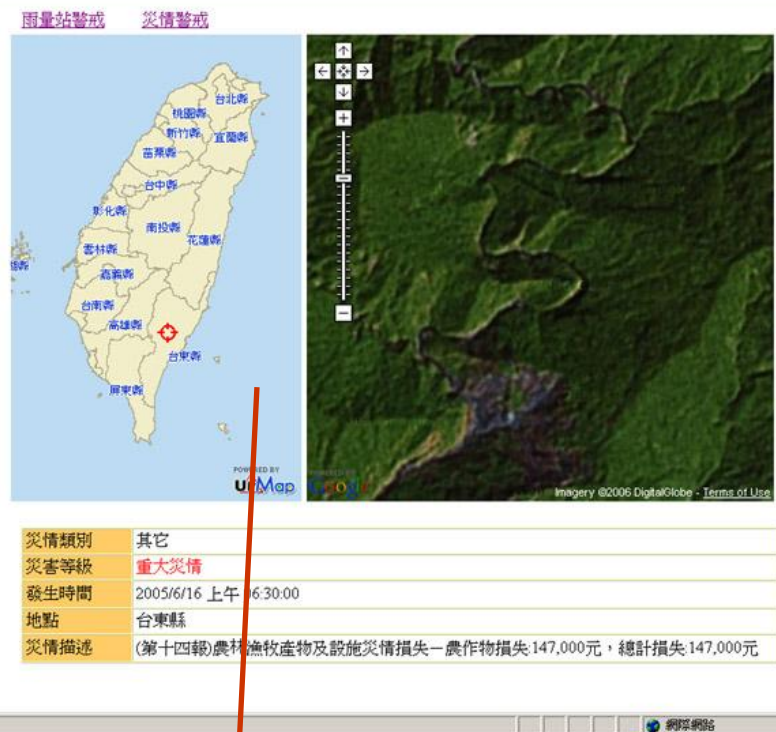 雨量站警戒 災情警戒
台北縣
桃園縣
新竹縣
宜蘭縣
苗栗縣
台中縣
彰化縣
南投縣
花蓮縣
雲林縣
嘉義縣
台南縣
高雄縣
台東縣
屏東縣
POWERED BY
UrMap
POWERED BY
Google
Imagery ©2006 DigitalGlobe - Terms of Use
災情類別 其它
災害等級 重大災情
發生時間 2005/6/16 上午 06:30:00
地點 台東縣
災情描述 (第十四報)農林漁牧產物及設施災情損失－農作物損失:147,000元，總計損失:147,000元
網際網路